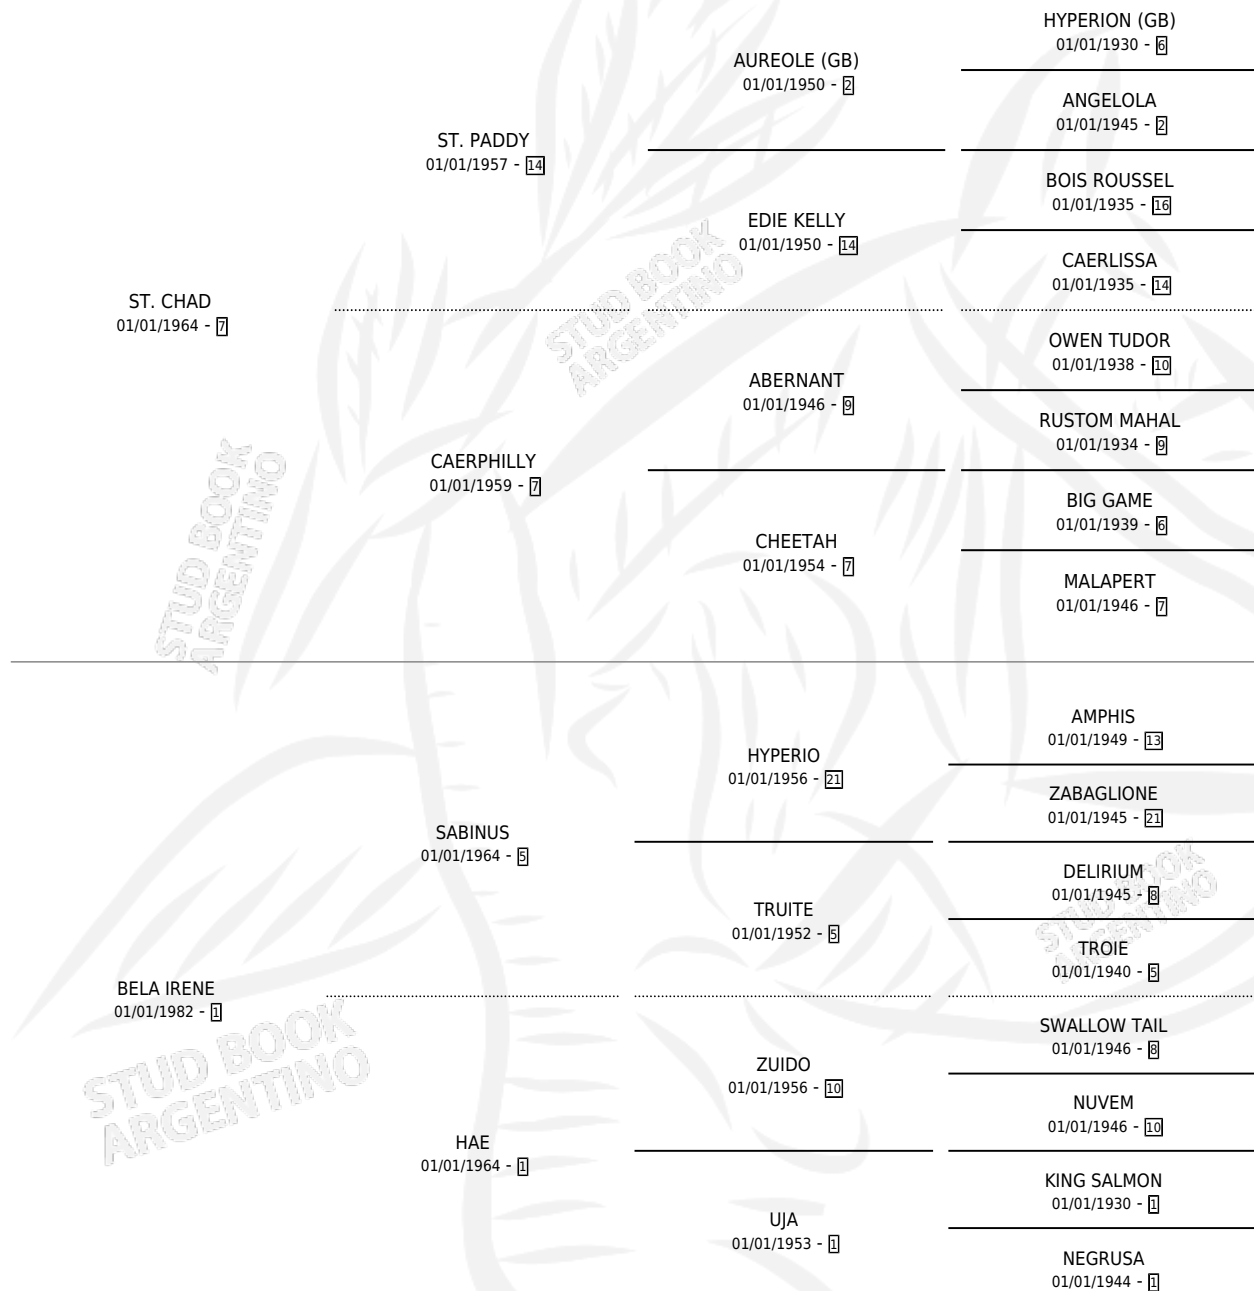 HYPERION (GB)
01/01/1930 - 6
AUREOLE (GB)
01/01/1950 - 2
ANGELOLA
01/01/1945 - 2
ST. PADDY
01/01/1957 - 14
BOIS ROUSSEL
01/01/1935 - 16
EDIE KELLY
01/01/1950 - 14
CAERLISSA
01/01/1935 - 14
ST. CHAD
01/01/1964 - 7
OWEN TUDOR
01/01/1938 - 10
ABERNANT
01/01/1946 - 9
RUSTOM MAHAL
01/01/1934 - 9
CAERPHILLY
01/01/1959 - 7
BIG GAME
01/01/1939 - 6
CHEETAH
01/01/1954 - 7
MALAPERT
01/01/1946 - 7
AMPHIS
01/01/1949 - 13
HYPERIO
01/01/1956 - 21
ZABAGLIONE
01/01/1945 - 21
SABINUS
01/01/1964 - 5
DELIRIUM
01/01/1945 - 8
TRUITE
01/01/1952 - 5
TROIE
01/01/1940 - 5
BELA IRENE
01/01/1982 - 1
SWALLOW TAIL
01/01/1946 - 8
ZUIDO
01/01/1956 - 10
NUVEM
01/01/1946 - 10
HAE
01/01/1964 - 1
KING SALMON
01/01/1930 - 1
UJA
01/01/1953 - 1
NEGRUSA
01/01/1944 - 1
STUD BOOK
ARGENTINO
STUD BOOK
ARGENTINO
STUD BOOK
ARGENTINO
STUD BOOK
ARGENTINO